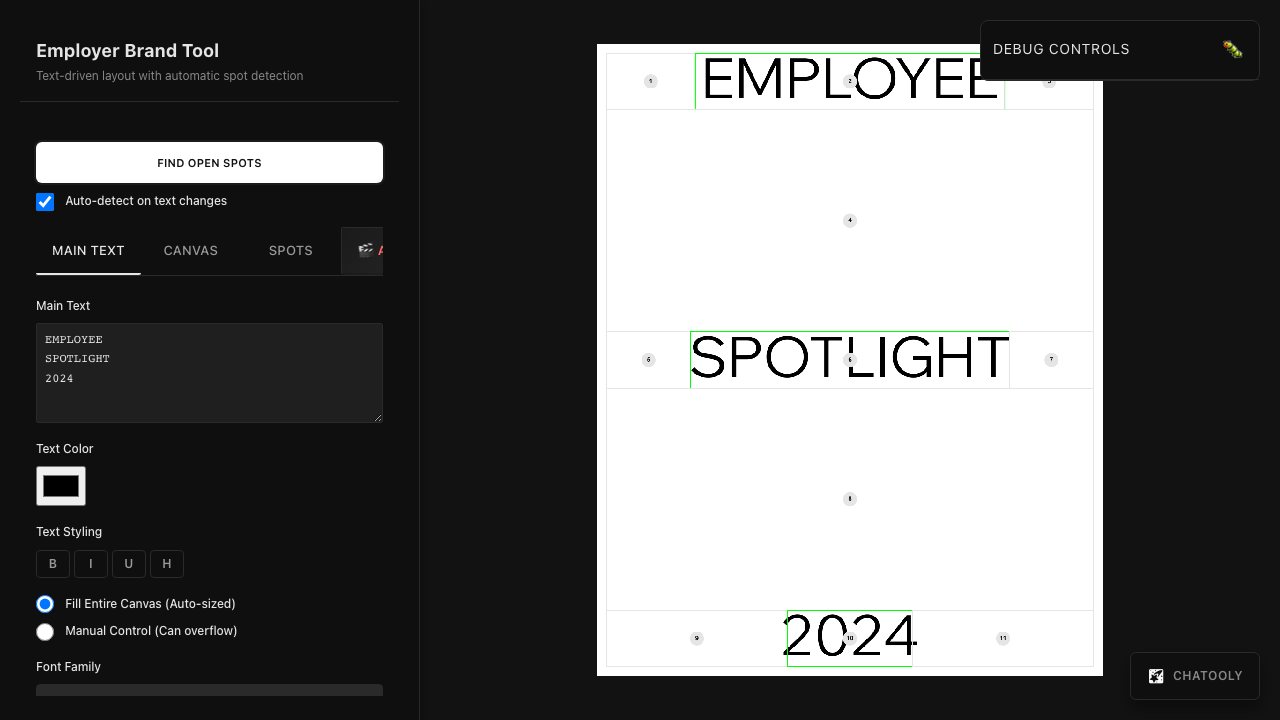 Employer Brand Tool
Text-driven layout with automatic spot detection
FIND OPEN SPOTS
Auto-detect on text changes
MAIN TEXT
CANVAS
SPOTS
Main Text
EMPLOYEE
SPOTLIGHT
2024
Text Color
Text Styling
B
I
U
H
Fill Entire Canvas (Auto-sized)
Manual Control (Can overflow)
Font Family
DEBUG CONTROLS
1
EMPLOYEE
2
4
5
SPOTLIGHT
6
7
8
9
2024
10
11
CHATOOLY